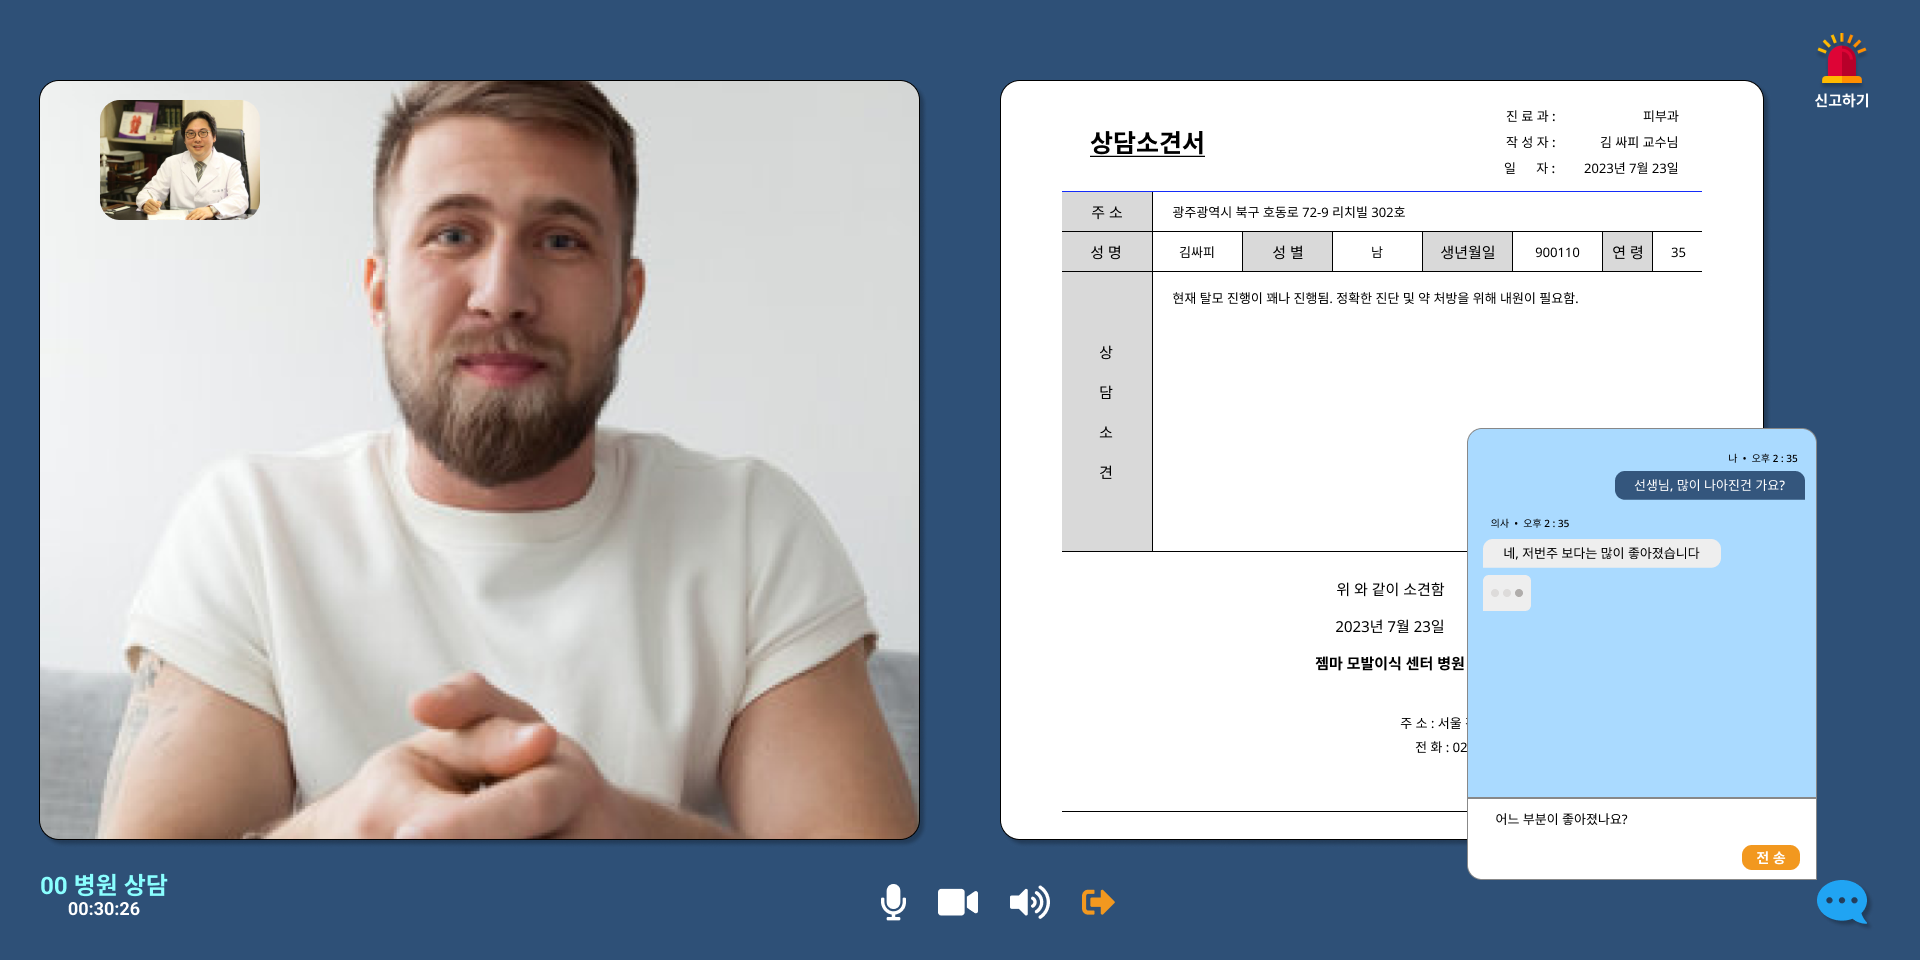 신고하기
상담소견서
진 료 과 : 피부과
작 성 자 : 김 싸피 교수님
일 자 : 2023년 7월 23일
주 소 광주광역시 북구 호동로 72-9 리치빌 302호
성 명 김싸피 성 별 남 생년월일 900110 연 령 35
상
담
소
견
현재 탈모 진행이 꽤나 진행됨. 정확한 진단 및 약 처방을 위해 내원이 필요함.
위 와 같이 소견함
2023년 7월 23일
젬마 모발이식 센터 병원
주 소 : 서울
전 화 : 02
나 • 오후 2 : 35
선생님, 많이 나아진건 가요?
의사 • 오후 2 : 35
네, 저번주 보다는 많이 좋아졌습니다
어느 부분이 좋아졌나요?
전 송
00 병원 상담
00:30:26